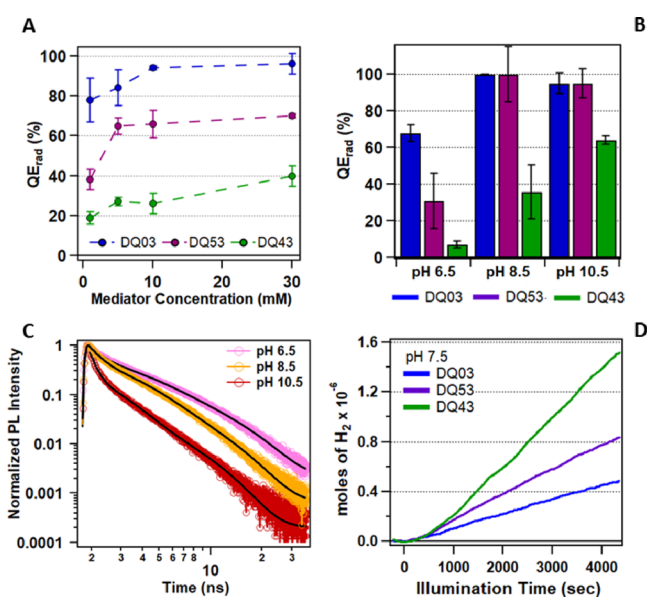 A
QErad (%)
100
80
60
40
20
0
DQ03 DQ53 DQ43
0 10 20 30
Mediator Concentration (mM)
B
QErad (%)
100
80
60
40
20
0
pH 6.5 pH 8.5 pH 10.5
DQ03 DQ53 DQ43
C
Normalized PL Intensity
1
0.1
0.01
0.001
0.0001
pH 6.5
pH 8.5
pH 10.5
2 3 4 5 6 7 8 10 2 3
Time (ns)
D
moles of H2 x 10-6
1.6
1.2
0.8
0.4
0.0
pH 7.5
DQ03
DQ53
DQ43
0 1000 2000 3000 4000
Illumination Time (sec)